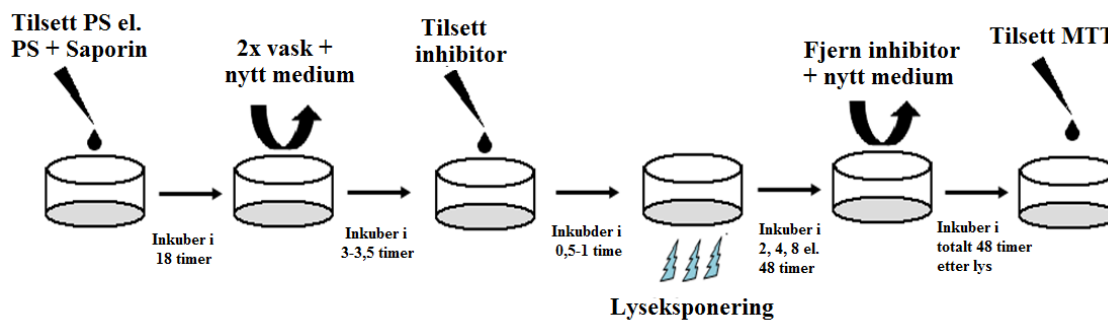 Tilsett PS el.
PS + Saporin
2x vask +
nytt medium
Tilsett
inhibitor
Fjern inhibitor
+ nytt medium
Tilsett MTT
Inkuber i
18 timer
Inkuber i
3-3,5 timer
Inkubder i
0,5-1 time
Inkuber i
2, 4, 8 el.
48 timer
Inkuber i
totalt 48 timer
etter lys
Lyseksponering